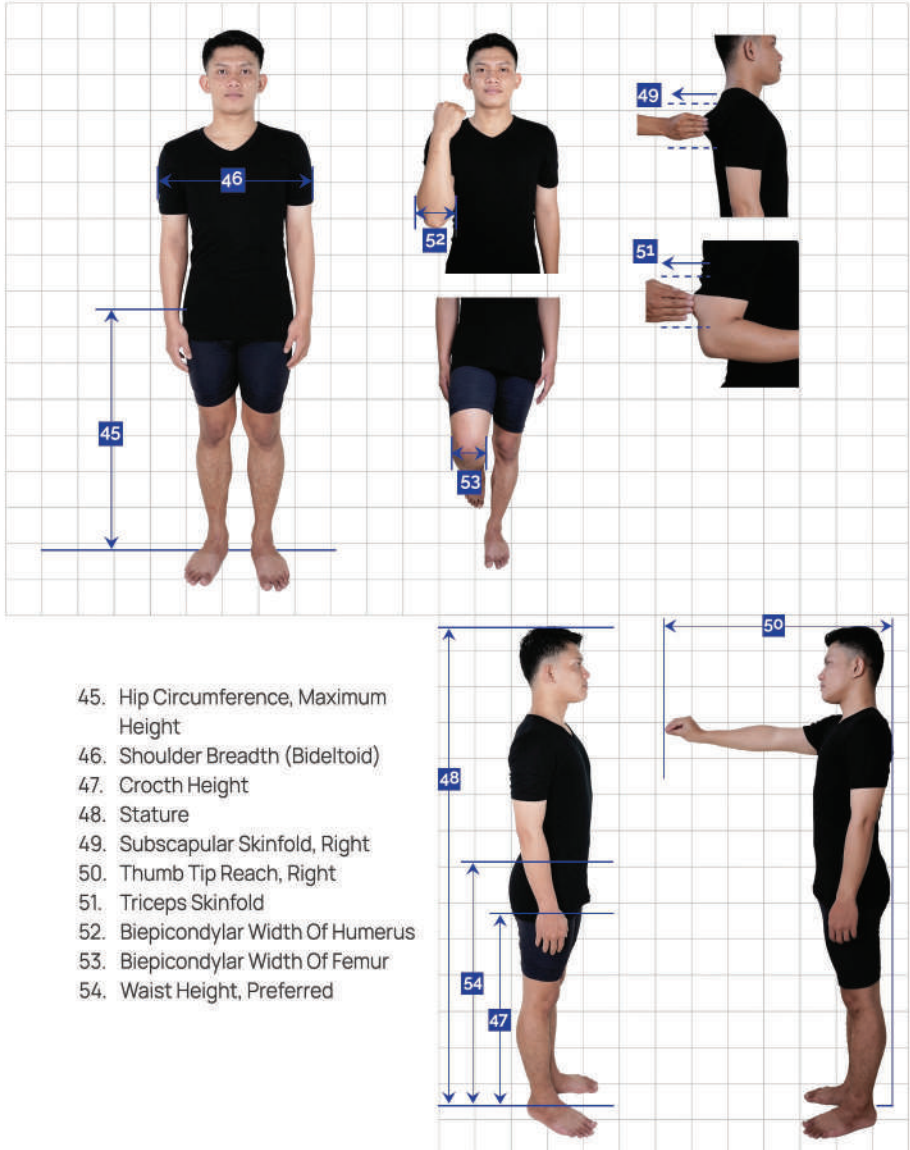 46
52
49
51
45
53
50
48
54
47
45. Hip Circumference, Maximum
Height
46. Shoulder Breadth (Bideltoid)
47. Crocth Height
48. Stature
49. Subscapular Skinfold, Right
50. Thumb Tip Reach, Right
51. Triceps Skinfold
52. Biepicondylar Width Of Humerus
53. Biepicondylar Width Of Femur
54. Waist Height, Preferred